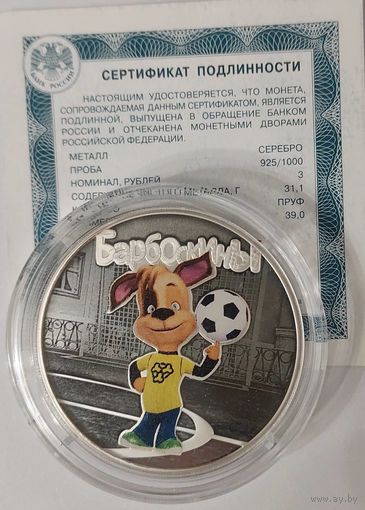 БАНК РОССИИ
СЕРТИФИКАТ ПОДЛИННОСТИ
НАСТОЯЩИМ УДОСТОВЕРЯЕТСЯ, ЧТО МОНЕТА,
СОПРОВОЖДАЕМАЯ ДАННЫМ СЕРТИФИКАТОМ, ЯВЛЯЕТСЯ
ПОДЛИННОЙ, ВЫПУЩЕНА В ОБРАЩЕНИЕ БАНКОМ
РОССИИ И ОТЧЕКАНЕНА МОНЕТНЫМИ ДВОРАМИ
РОССИЙСКОЙ ФЕДЕРАЦИИ.
МЕТАЛЛ СЕРЕБРО
ПРОБА 925/1000
НОМИНАЛ, РУБЛЕЙ 3
МЕТАЛЛА, Г 31,1
ПРУФ
39,0
Барбоскины
www.ay.by